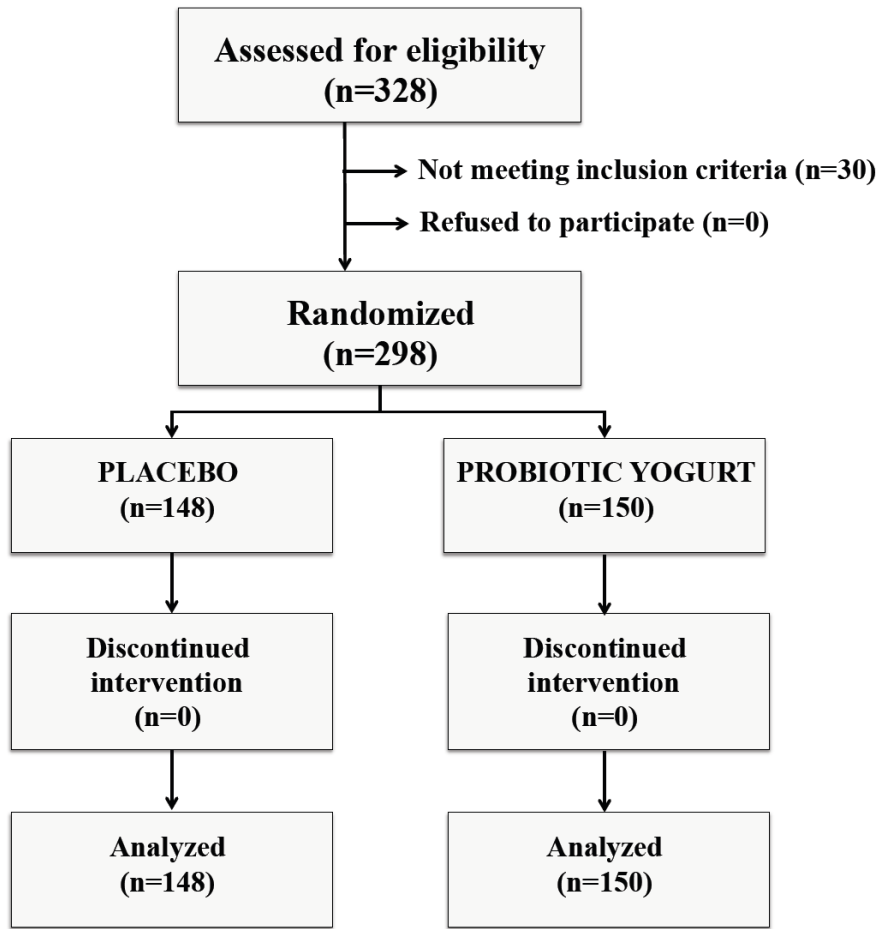 Assessed for eligibility
(n=328)
Not meeting inclusion criteria (n=30)
Refused to participate (n=0)
Randomized
(n=298)
PLACEBO
(n=148)
PROBIOTIC YOGURT
(n=150)
Discontinued
intervention
(n=0)
Discontinued
intervention
(n=0)
Analyzed
(n=148)
Analyzed
(n=150)